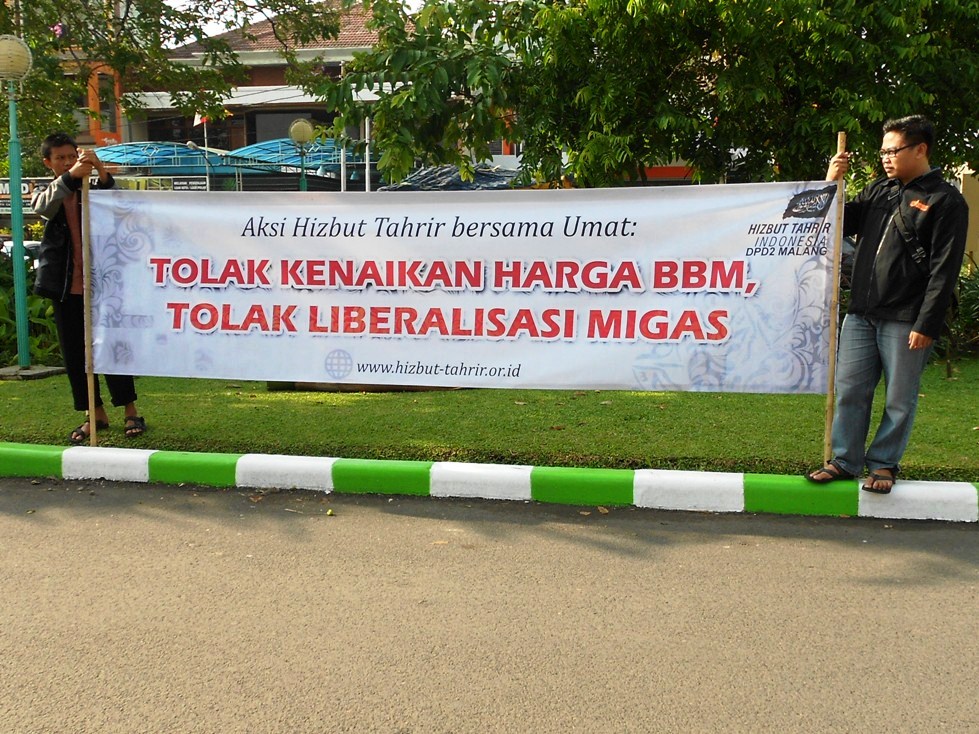 Aksi Hizbut Tahrir bersama Umat:
TOLAK KENAIKAN HARGA BBM,
TOLAK LIBERALISASI MIGAS
www.hizbut-tahrir.or.id
HIZBUT TAHRIR
INDONESIA
DPD2 MALANG